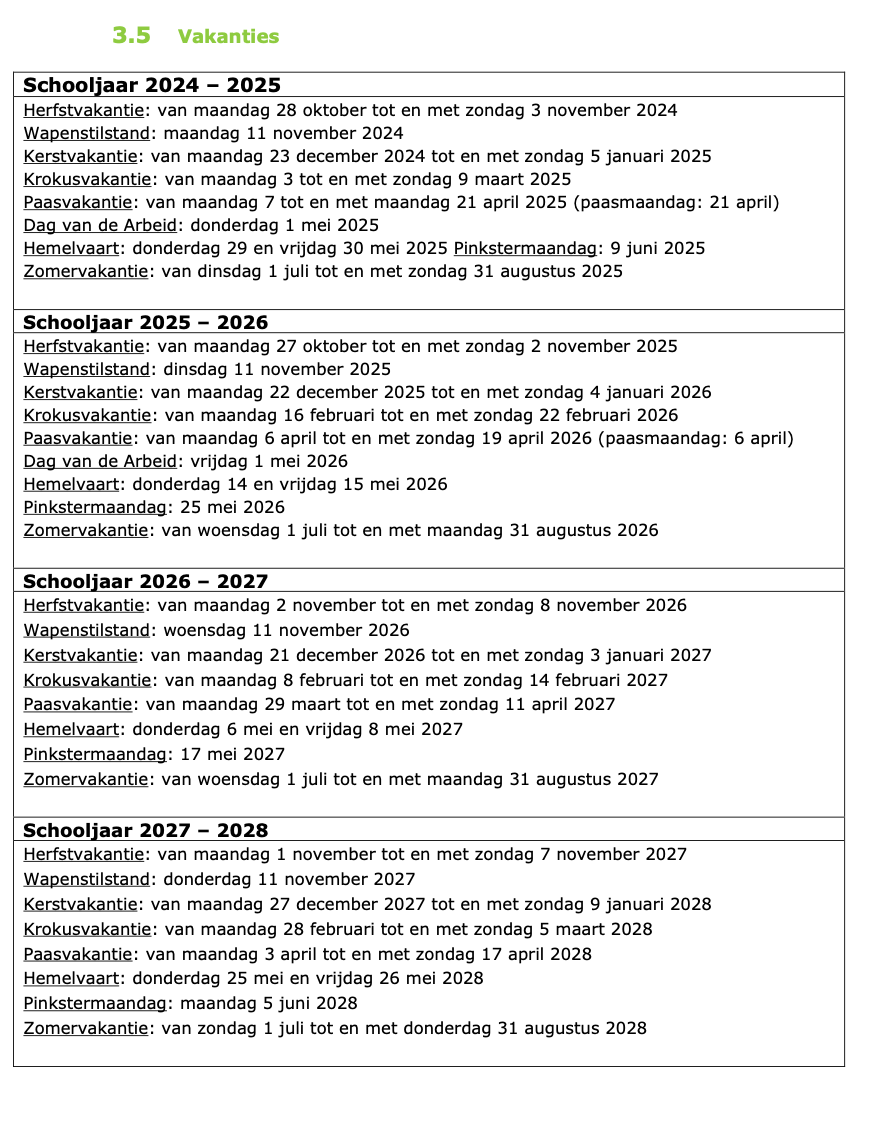 3.5 Vakanties
Schooljaar 2024 – 2025
Herfstvakantie: van maandag 28 oktober tot en met zondag 3 november 2024
Wapenstilstand: maandag 11 november 2024
Kerstvakantie: van maandag 23 december 2024 tot en met zondag 5 januari 2025
Krokusvakantie: van maandag 3 tot en met zondag 9 maart 2025
Paasvakantie: van maandag 7 tot en met maandag 21 april 2025 (paasmaandag: 21 april)
Dag van de Arbeid: donderdag 1 mei 2025
Hemelvaart: donderdag 29 en vrijdag 30 mei 2025 Pinkstermaandag: 9 juni 2025
Zomervakantie: van dinsdag 1 juli tot en met zondag 31 augustus 2025
Schooljaar 2025 – 2026
Herfstvakantie: van maandag 27 oktober tot en met zondag 2 november 2025
Wapenstilstand: dinsdag 11 november 2025
Kerstvakantie: van maandag 22 december 2025 tot en met zondag 4 januari 2026
Krokusvakantie: van maandag 16 februari tot en met zondag 22 februari 2026
Paasvakantie: van maandag 6 april tot en met zondag 19 april 2026 (paasmaandag: 6 april)
Dag van de Arbeid: vrijdag 1 mei 2026
Hemelvaart: donderdag 14 en vrijdag 15 mei 2026
Pinkstermaandag: 25 mei 2026
Zomervakantie: van woensdag 1 juli tot en met maandag 31 augustus 2026
Schooljaar 2026 – 2027
Herfstvakantie: van maandag 2 november tot en met zondag 8 november 2026
Wapenstilstand: woensdag 11 november 2026
Kerstvakantie: van maandag 21 december 2026 tot en met zondag 3 januari 2027
Krokusvakantie: van maandag 8 februari tot en met zondag 14 februari 2027
Paasvakantie: van maandag 29 maart tot en met zondag 11 april 2027
Hemelvaart: donderdag 6 mei en vrijdag 8 mei 2027
Pinkstermaandag: 17 mei 2027
Zomervakantie: van woensdag 1 juli tot en met maandag 31 augustus 2027
Schooljaar 2027 – 2028
Herfstvakantie: van maandag 1 november tot en met zondag 7 november 2027
Wapenstilstand: donderdag 11 november 2027
Kerstvakantie: van maandag 27 december 2027 tot en met zondag 9 januari 2028
Krokusvakantie: van maandag 28 februari tot en met zondag 5 maart 2028
Paasvakantie: van maandag 3 april tot en met zondag 17 april 2028
Hemelvaart: donderdag 25 mei en vrijdag 26 mei 2028
Pinkstermaandag: maandag 5 juni 2028
Zomervakantie: van zondag 1 juli tot en met donderdag 31 augustus 2028